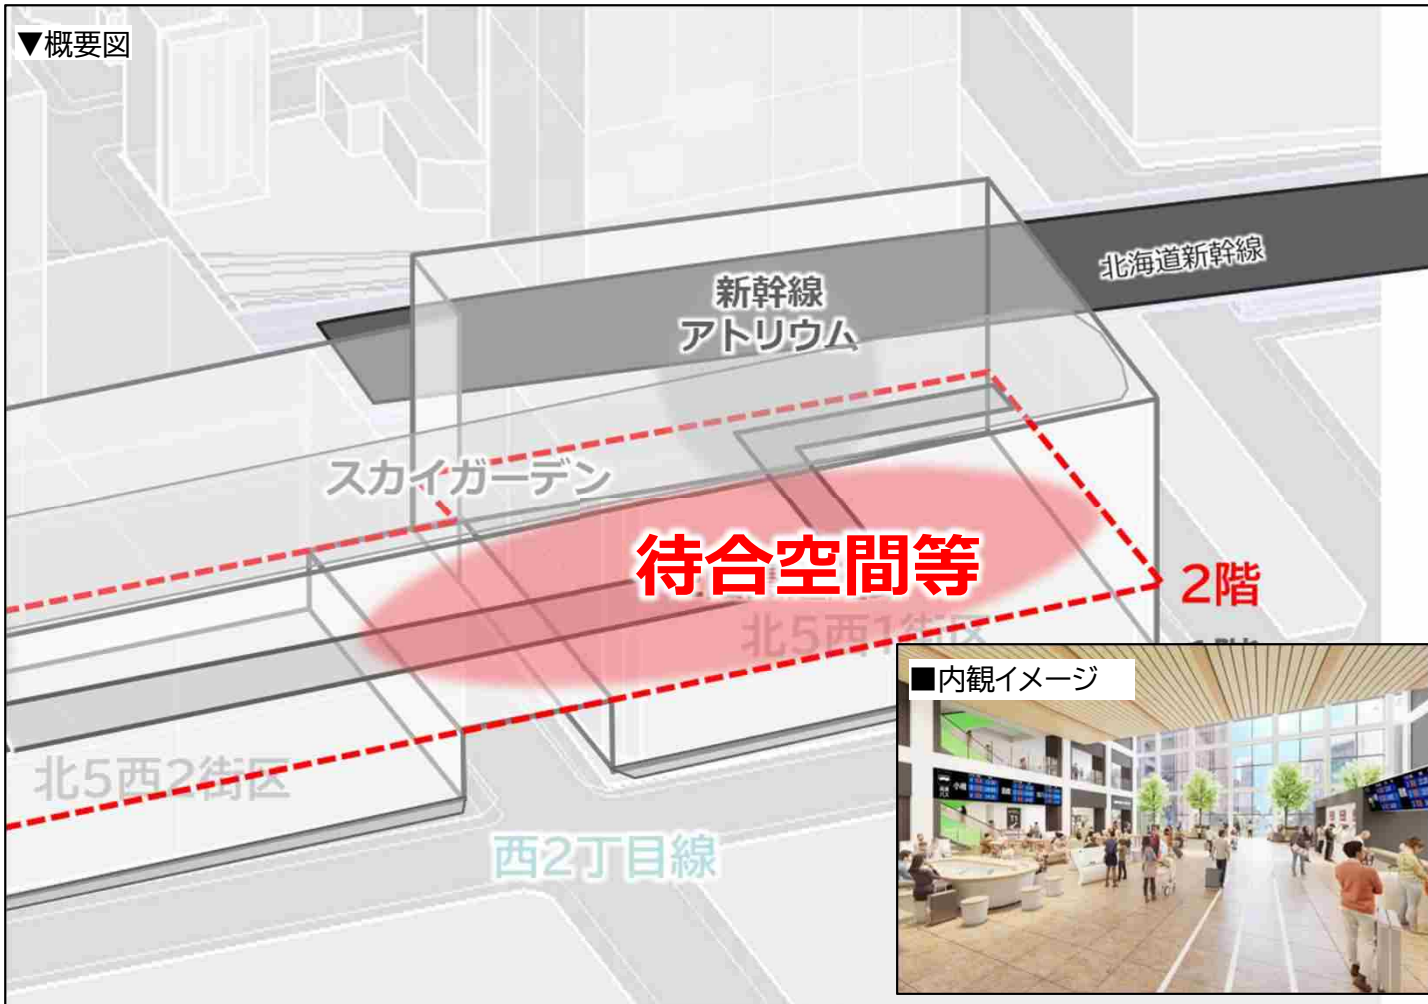 ▼概要図
北海道新幹線
新幹線
アトリウム
スカイガーデン
待合空間等
2階
北5西1街区
■内観イメージ
北5西2街区
西2丁目線